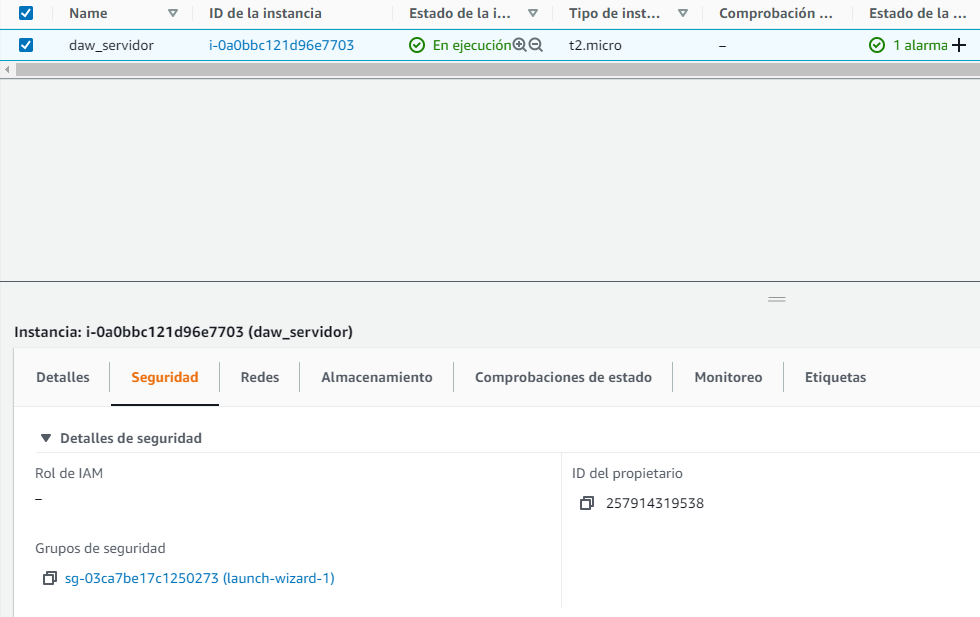 Name ID de la instancia Estado de la i... Tipo de inst... Comprobación ... Estado de la ...
daw_servidor i-0a0bbc121d96e7703 En ejecución t2.micro – 1 alarma
Instancia: i-0a0bbc121d96e7703 (daw_servidor)
Detalles Seguridad Redes Almacenamiento Comprobaciones de estado Monitoreo Etiquetas
Detalles de seguridad
Rol de IAM
–
ID del propietario
257914319538
Grupos de seguridad
sg-03ca7be17c1250273 (launch-wizard-1)